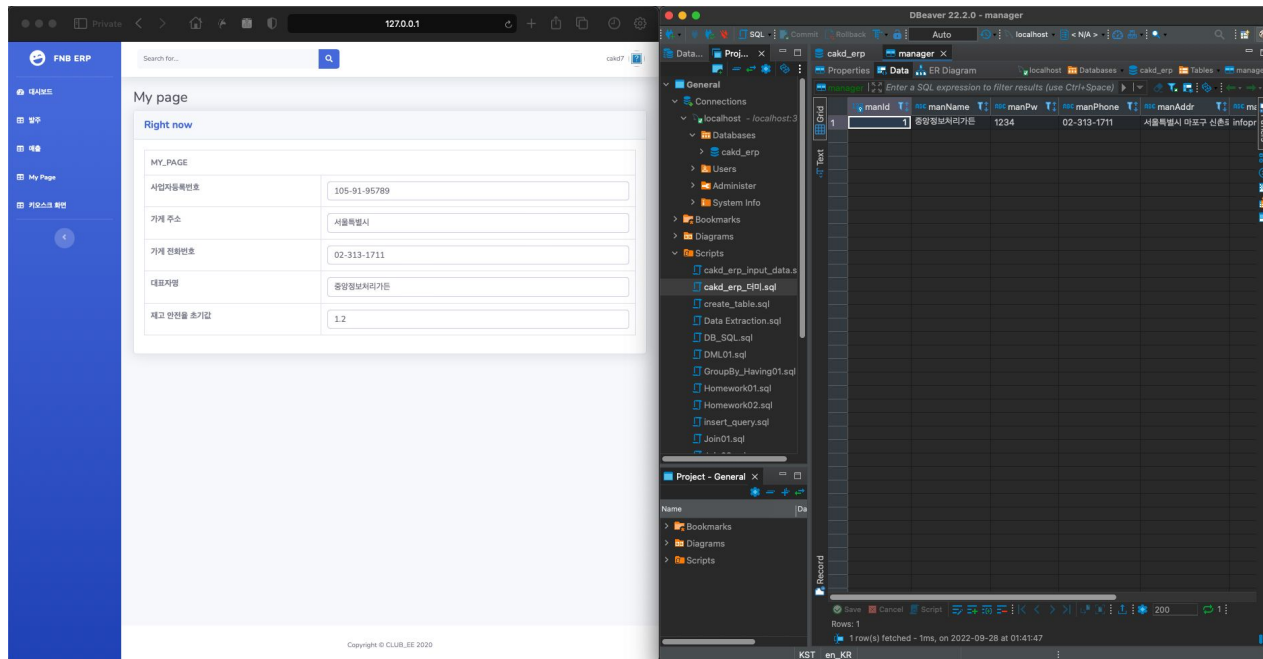 Private
127.0.0.1
FNB ERP
Search for...
cakd7
대시보드
발주
매출
My Page
키오스크 화면
My page
Right now
MY_PAGE
사업자등록번호
105-91-95789
가게 주소
서울특별시
가게 전화번호
02-313-1711
대표자명
중앙정보처리가든
재고 안전율 초기값
1.2
Copyright © CLUB_EE 2020
DBeaver 22.2.0 - manager
SQL Commit Rollback Auto localhost < N/A >
Data... Proj...
General
Connections
localhost - localhost:3
Databases
cakd_erp
Users
Administer
System Info
Bookmarks
Diagrams
Scripts
cakd_erp_input_data.s
cakd_erp_더미.sql
create_table.sql
Data Extraction.sql
DB_SQL.sql
DML01.sql
GroupBy_Having01.sql
Homework01.sql
Homework02.sql
insert_query.sql
Join01.sql
Project - General
Name Da
Bookmarks
Diagrams
Scripts
cakd_erp manager
Properties Data ER Diagram localhost Databases cakd_erp Tables manage
manager Enter a SQL expression to filter results (use Ctrl+Space)
Grid
Text
Record
manId manName manPw manPhone manAddr ma
1 1 중앙정보처리가든 1234 02-313-1711 서울특별시 마포구 신촌로 infopr
Save Cancel Script 200 1
Rows: 1
1 row(s) fetched - 1ms, on 2022-09-28 at 01:41:47
KST en_KR